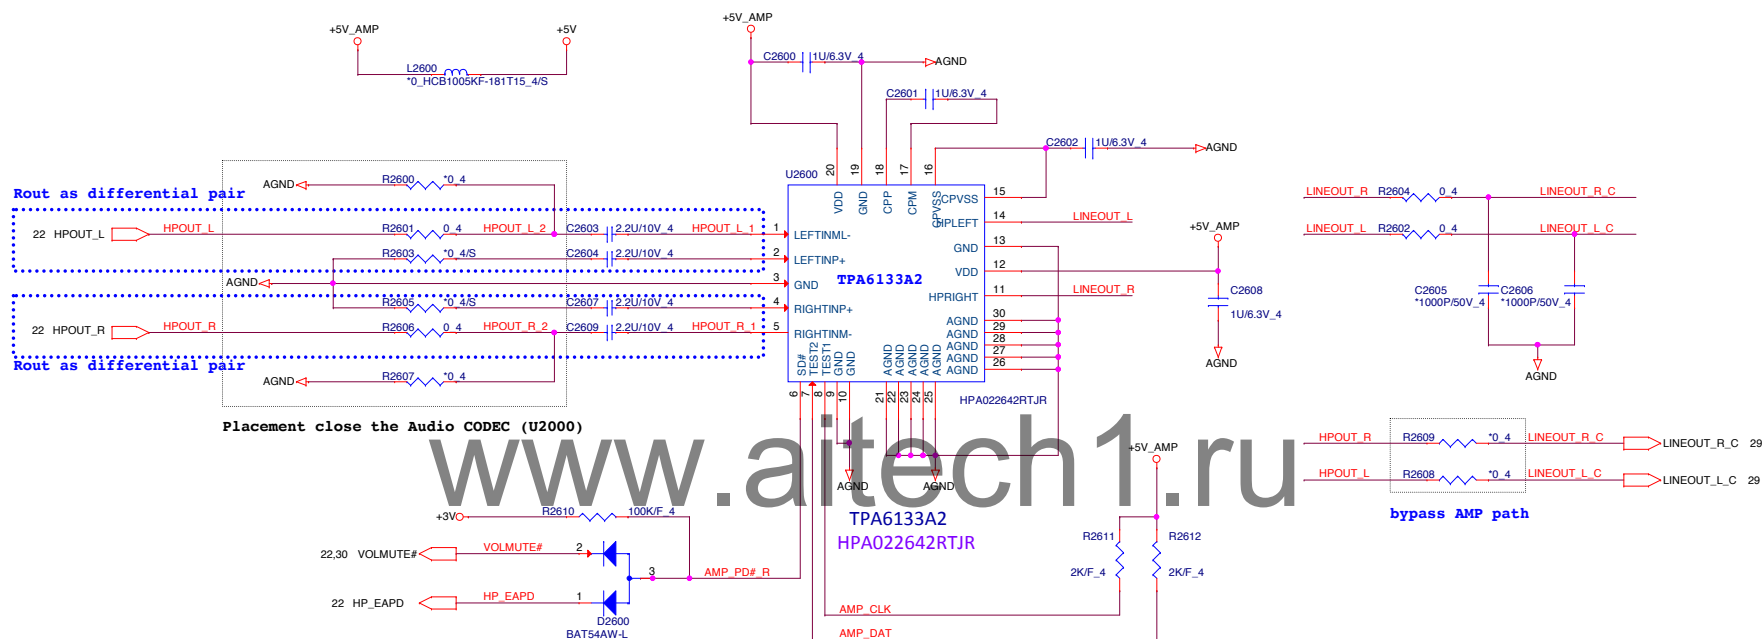 +5V_AMP
+5V
L2600
*0_HCB1005KF-181T15_4/S
+5V_AMP
C2600
1U/6.3V_4
AGND
C2601
1U/6.3V_4
C2602
1U/6.3V_4
AGND
U2600
20
19
18
17
16
VDD
GND
CPP
CPM
CPVSS
CPVSS
15
HPLEFT
14
LINEOUT_L
GND
13
VDD
12
HPRIGHT
11
LINEOUT_R
AGND
30
AGND
29
AGND
28
AGND
27
AGND
26
TPA6133A2
1
LEFTINML-
2
LEFTINP+
3
GND
4
RIGHTINP+
5
RIGHTINM-
SD#
TEST2
TEST1
GND
GND
AGND
AGND
AGND
AGND
AGND
6
7
8
9
10
21
22
23
24
25
HPA022642RTJR
Rout as differential pair
AGND
R2600
*0_4
22
HPOUT_L
HPOUT_L
R2601
0_4
HPOUT_L_2
C2603
2.2U/10V_4
HPOUT_L_1
R2603
*0_4/S
C2604
2.2U/10V_4
AGND
R2605
*0_4/S
C2607
2.2U/10V_4
22
HPOUT_R
HPOUT_R
R2606
0_4
HPOUT_R_2
C2609
2.2U/10V_4
HPOUT_R_1
Rout as differential pair
AGND
R2607
*0_4
Placement close the Audio CODEC (U2000)
+5V_AMP
C2608
1U/6.3V_4
AGND
LINEOUT_R
R2604
0_4
LINEOUT_R_C
LINEOUT_L
R2602
0_4
LINEOUT_L_C
C2605
*1000P/50V_4
C2606
*1000P/50V_4
AGND
HPOUT_R
R2609
*0_4
LINEOUT_R_C
LINEOUT_R_C
29
HPOUT_L
R2608
*0_4
LINEOUT_L_C
LINEOUT_L_C
29
bypass AMP path
www.aitech1.ru
AGND
AGND
TPA6133A2
HPA022642RTJR
+5V_AMP
R2611
2K/F_4
R2612
2K/F_4
+3V
R2610
100K/F_4
22,30
VOLMUTE#
VOLMUTE#
2
3
AMP_PD#_R
22
HP_EAPD
HP_EAPD
1
D2600
BAT54AW-L
AMP_CLK
AMP_DAT